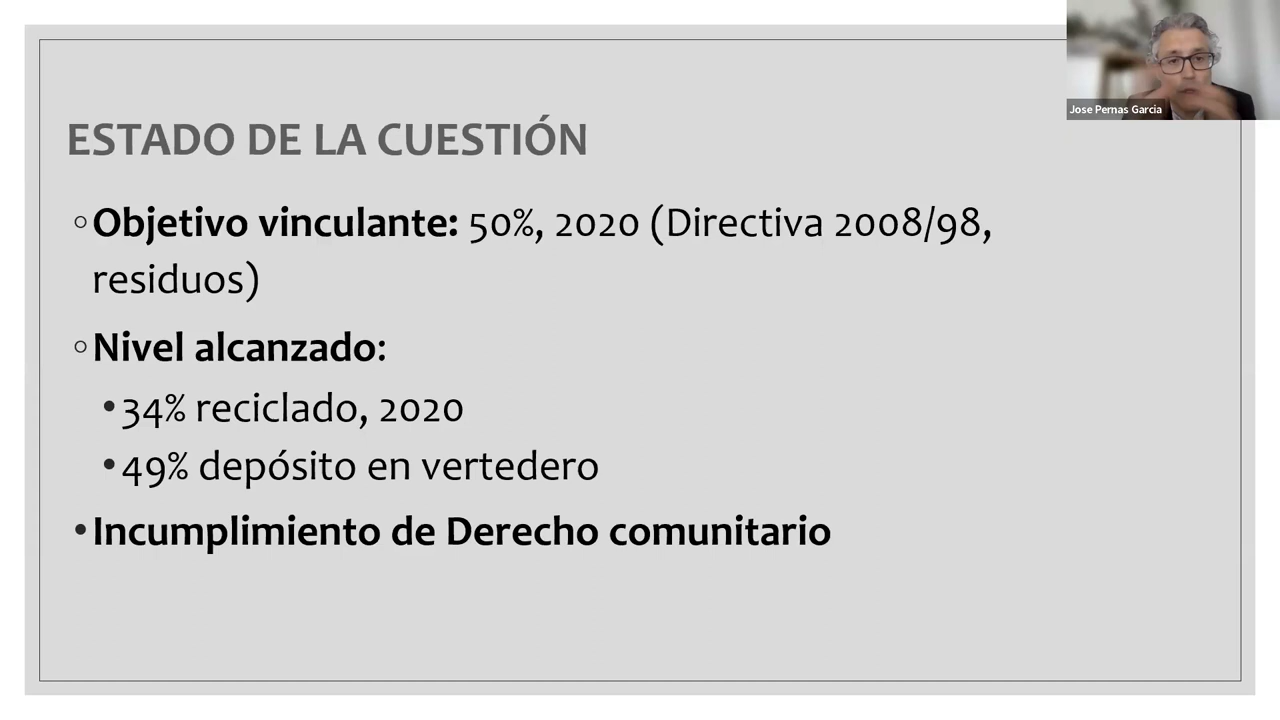 Jose Pernas Garcia
ESTADO DE LA CUESTIÓN
◦Objetivo vinculante: 50%, 2020 (Directiva 2008/98,
residuos)
◦Nivel alcanzado:
•34% reciclado, 2020
•49% depósito en vertedero
•Incumplimiento de Derecho comunitario